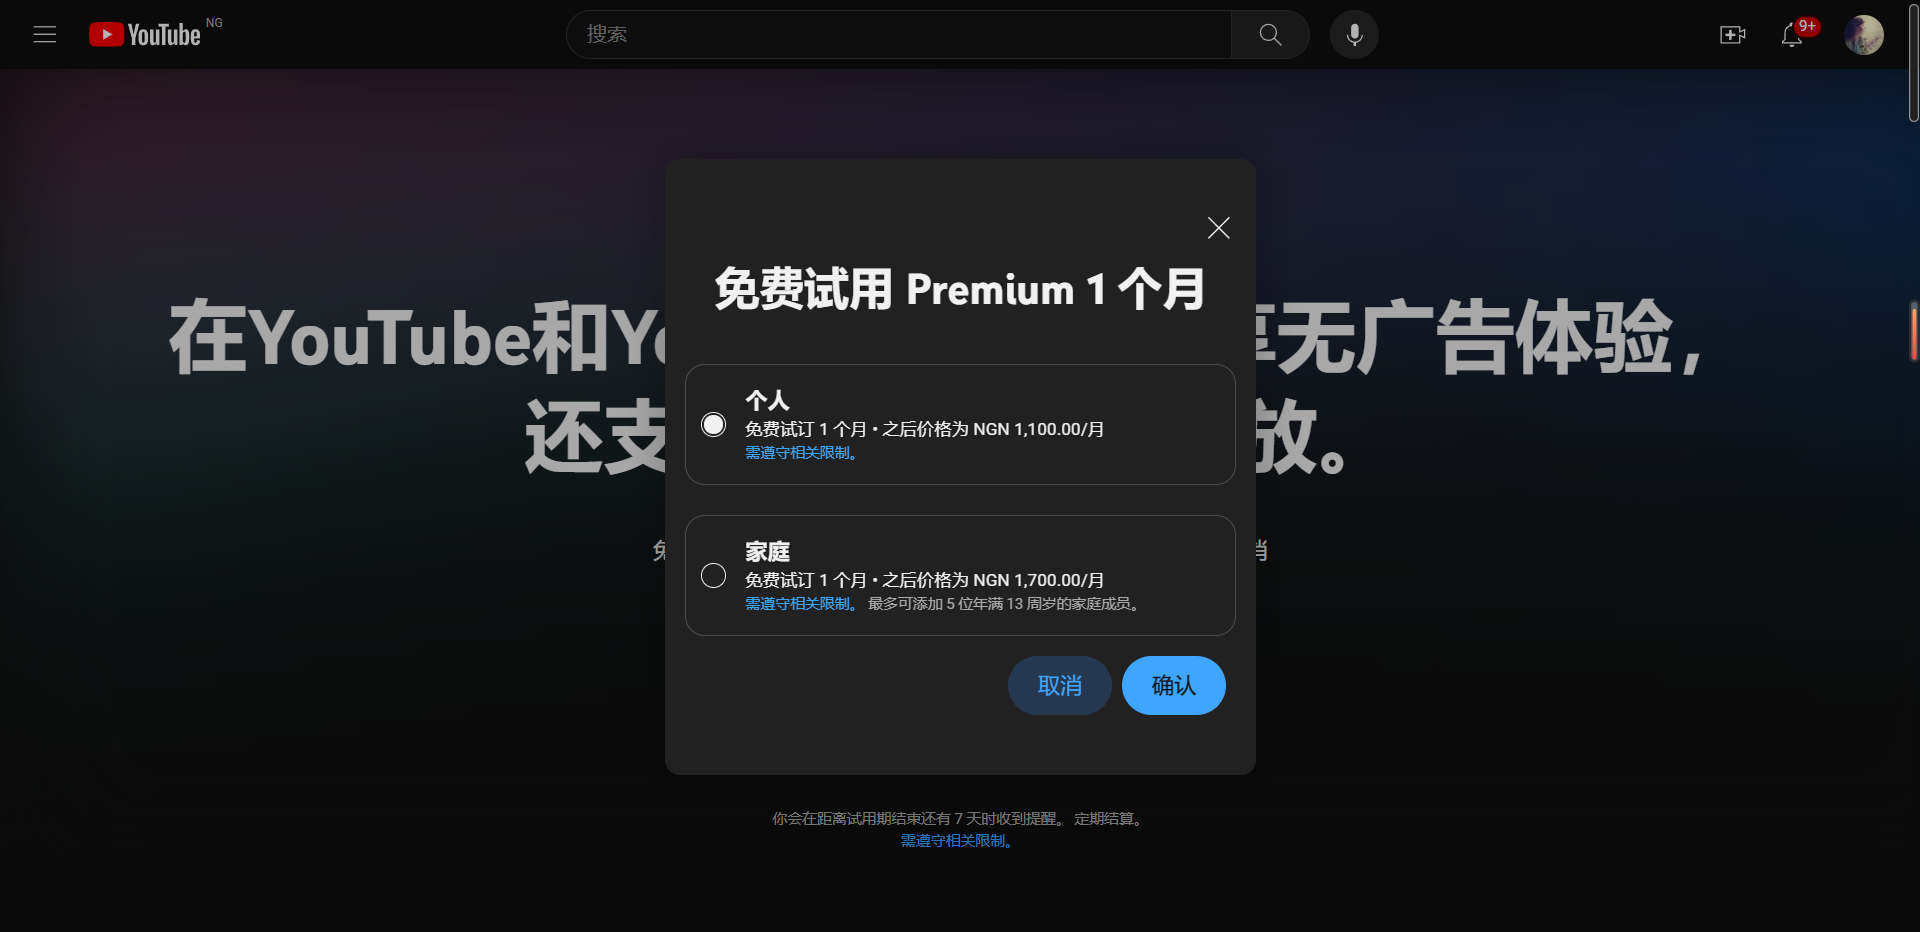 YouTube NG
搜索
9+
免费试用 Premium 1 个月
在YouTube和Yo 享无广告体验，
还支 放。
个人
免费试订 1 个月 • 之后价格为 NGN 1,100.00/月
需遵守相关限制。
免 消
家庭
免费试订 1 个月 • 之后价格为 NGN 1,700.00/月
需遵守相关限制。 最多可添加 5 位年满 13 周岁的家庭成员。
取消 确认
你会在距离试用期结束还有 7 天时收到提醒。 定期结算。
需遵守相关限制。